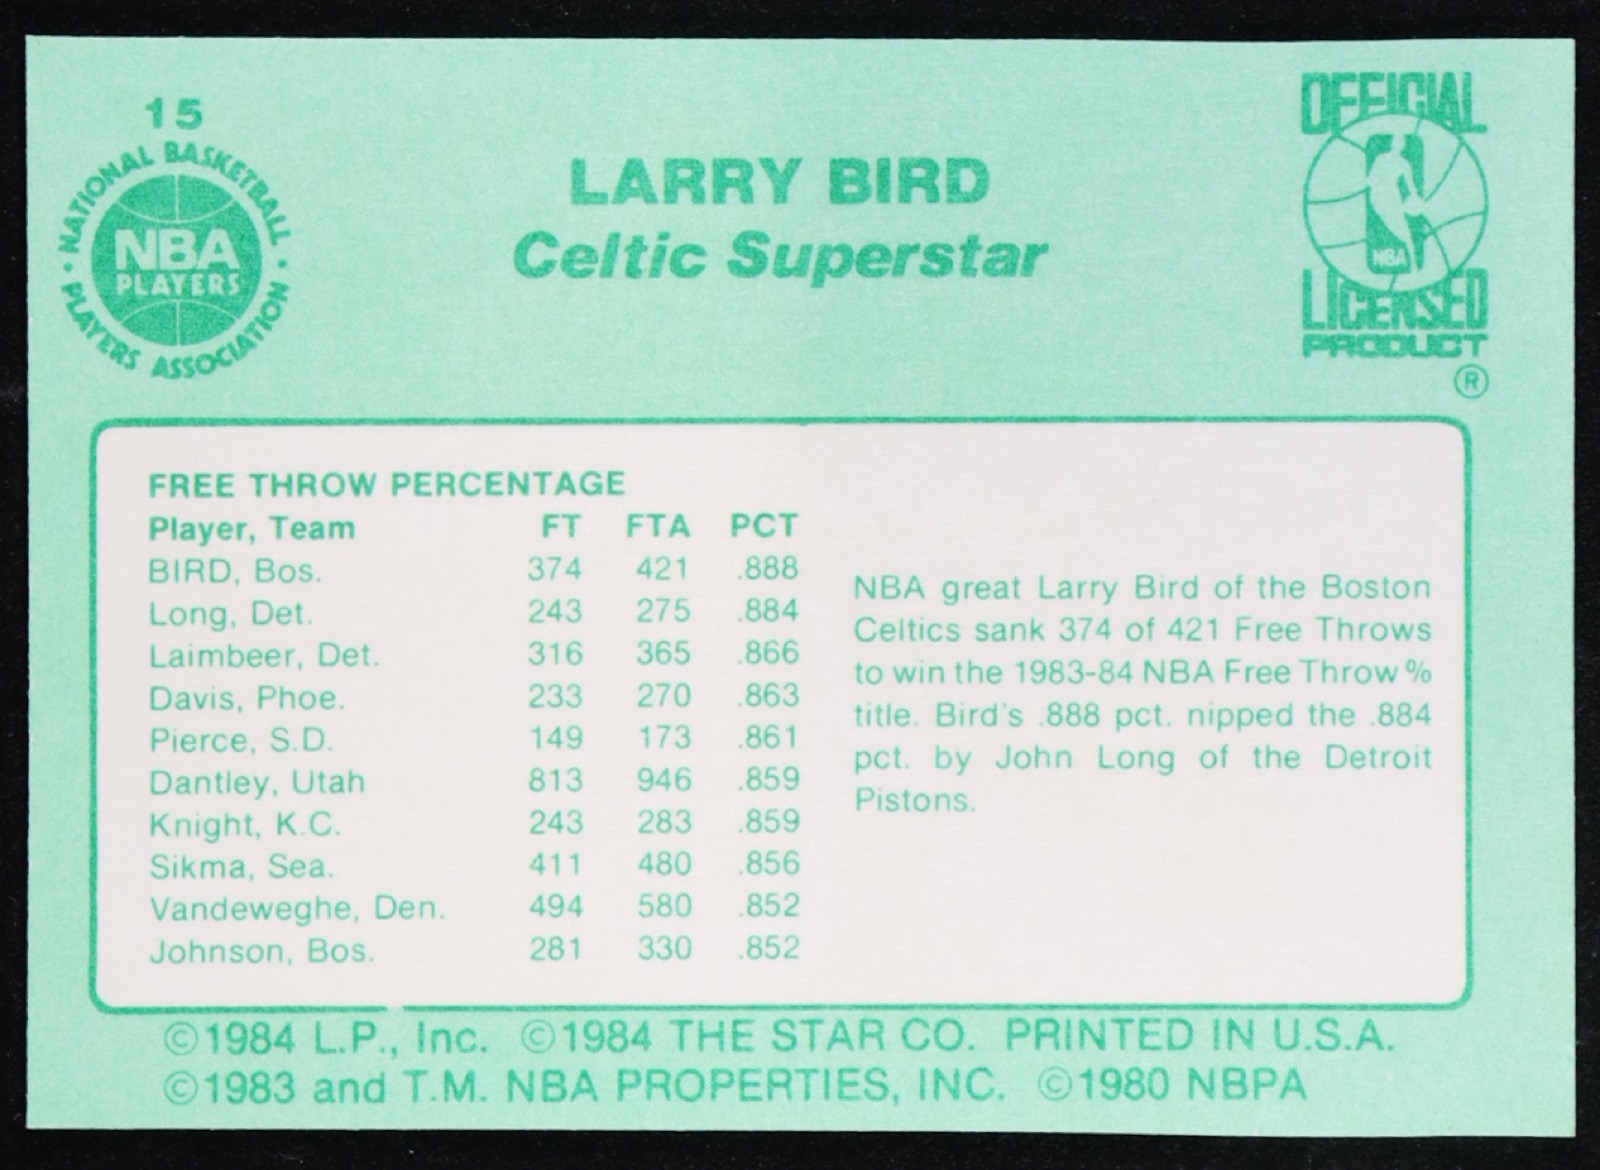 15
NATIONAL BASKETBALL
NBA
PLAYERS
PLAYERS ASSOCIATION
LARRY BIRD
Celtic Superstar
OFFICIAL
NBA
LICENSED
PRODUCT
®
FREE THROW PERCENTAGE
Player, Team FT FTA PCT
BIRD, Bos. 374 421 .888
Long, Det. 243 275 .884
Laimbeer, Det. 316 365 .866
Davis, Phoe. 233 270 .863
Pierce, S.D. 149 173 .861
Dantley, Utah 813 946 .859
Knight, K.C. 243 283 .859
Sikma, Sea. 411 480 .856
Vandeweghe, Den. 494 580 .852
Johnson, Bos. 281 330 .852
NBA great Larry Bird of the Boston
Celtics sank 374 of 421 Free Throws
to win the 1983-84 NBA Free Throw %
title. Bird's .888 pct. nipped the .884
pct. by John Long of the Detroit
Pistons.
©1984 L.P., Inc. ©1984 THE STAR CO. PRINTED IN U.S.A.
©1983 and T.M. NBA PROPERTIES, INC. ©1980 NBPA